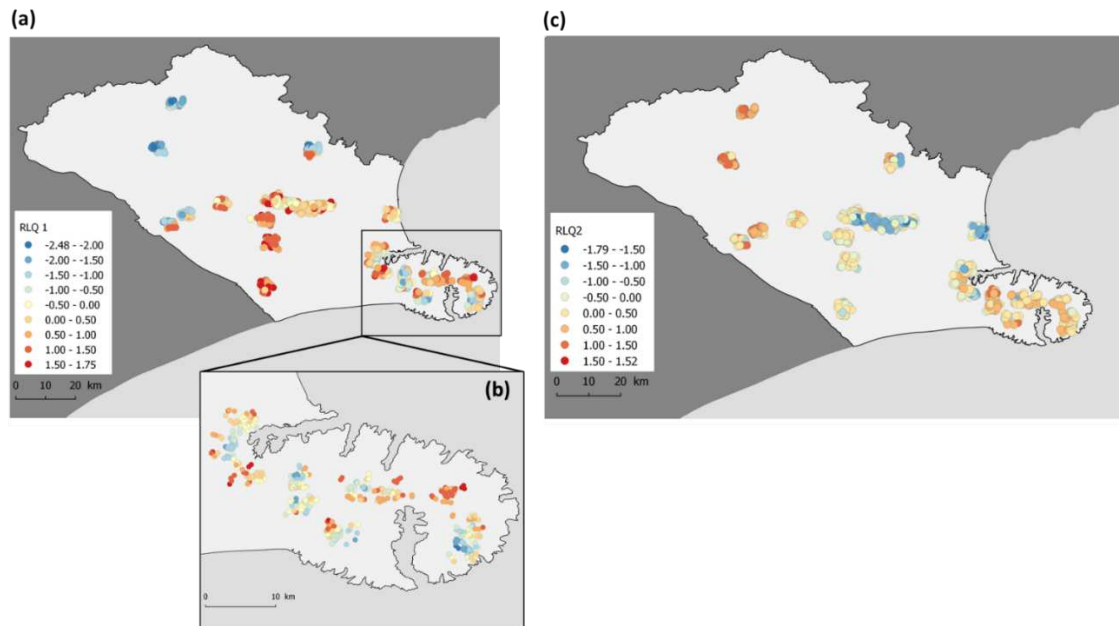 (a)
RLQ 1
-2.48 - -2.00
-2.00 - -1.50
-1.50 - -1.00
-1.00 - -0.50
-0.50 - 0.00
0.00 - 0.50
0.50 - 1.00
1.00 - 1.50
1.50 - 1.75
0 10 20 km
(b)
0 10 km
(c)
RLQ2
-1.79 - -1.50
-1.50 - -1.00
-1.00 - -0.50
-0.50 - 0.00
0.00 - 0.50
0.50 - 1.00
1.00 - 1.50
1.50 - 1.52
0 10 20 km